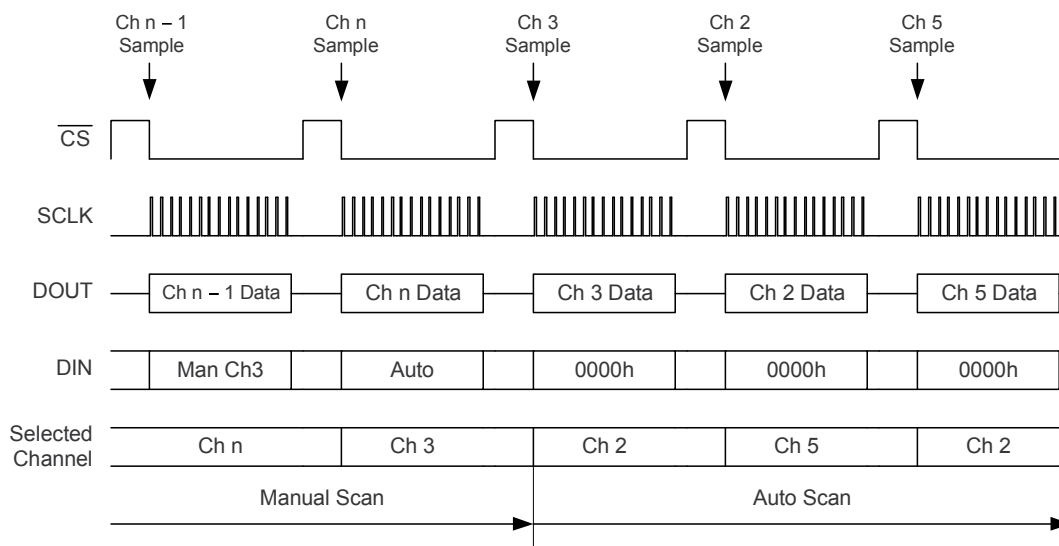 Ch n – 1 Sample
Ch n Sample
Ch 3 Sample
Ch 2 Sample
Ch 5 Sample
CS
SCLK
DOUT Ch n – 1 Data Ch n Data Ch 3 Data Ch 2 Data Ch 5 Data
DIN Man Ch3 Auto 0000h 0000h 0000h
Selected Channel Ch n Ch 3 Ch 2 Ch 5 Ch 2
Manual Scan Auto Scan